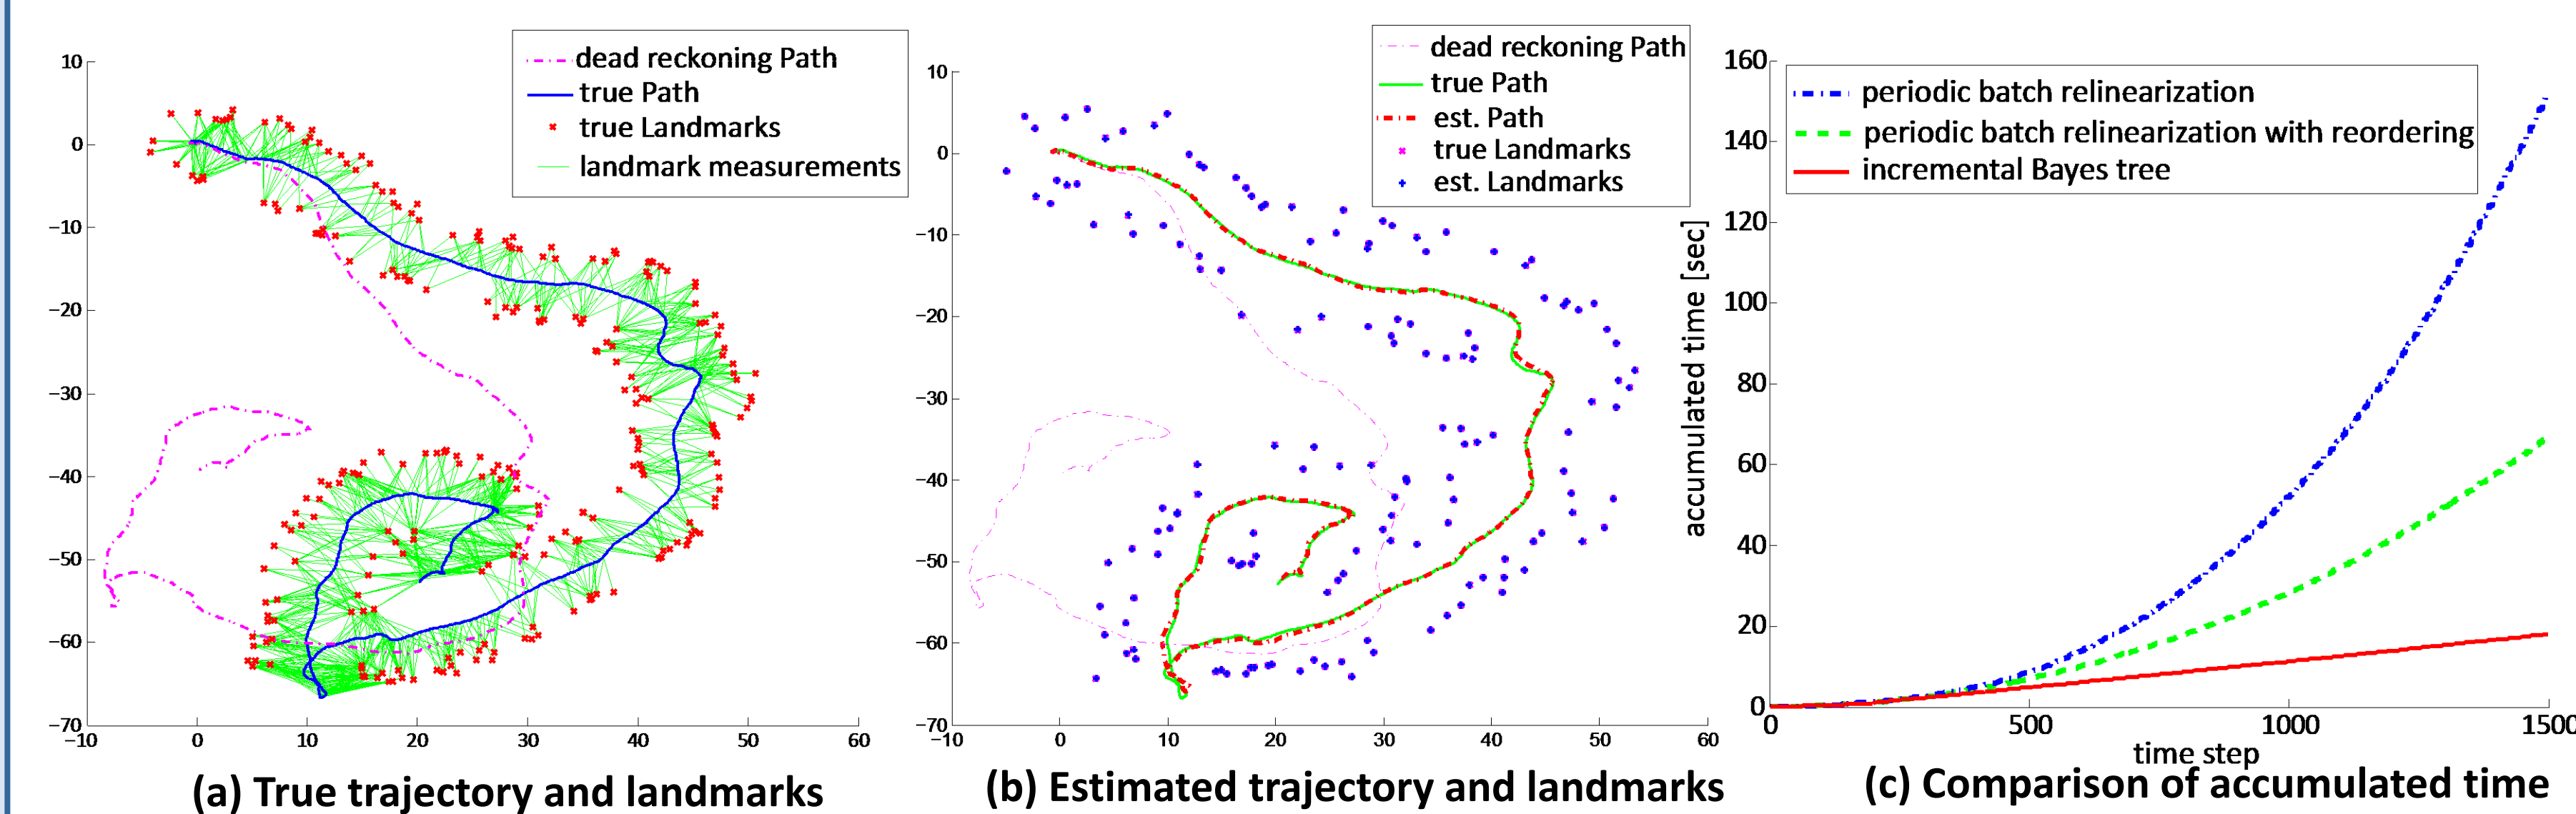 dead reckoning Path
true Path
true Landmarks
landmark measurements
10
0
−10
−20
−30
−40
−50
−60
−70
−10 0 10 20 30 40 50 60
(a) True trajectory and landmarks
dead reckoning Path
true Path
est. Path
true Landmarks
est. Landmarks
10
0
−10
−20
−30
−40
−50
−60
−70
−10 0 10 20 30 40 50 60
(b) Estimated trajectory and landmarks
periodic batch relinearization
periodic batch relinearization with reordering
incremental Bayes tree
accumulated time [sec]
160
140
120
100
80
60
40
20
0
0 500 1000 1500
time step
(c) Comparison of accumulated time